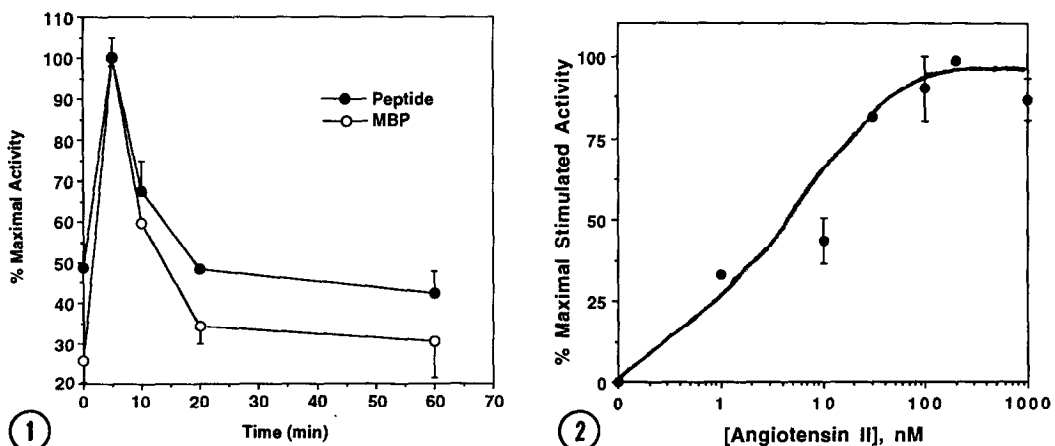 % Maximal Activity
110
100
90
80
70
60
50
40
30
20
0 10 20 30 40 50 60 70
Time (min)
Peptide
MBP
1
% Maximal Stimulated Activity
100
75
50
25
0
0 1 10 100 1000
[Angiotensin II], nM
2